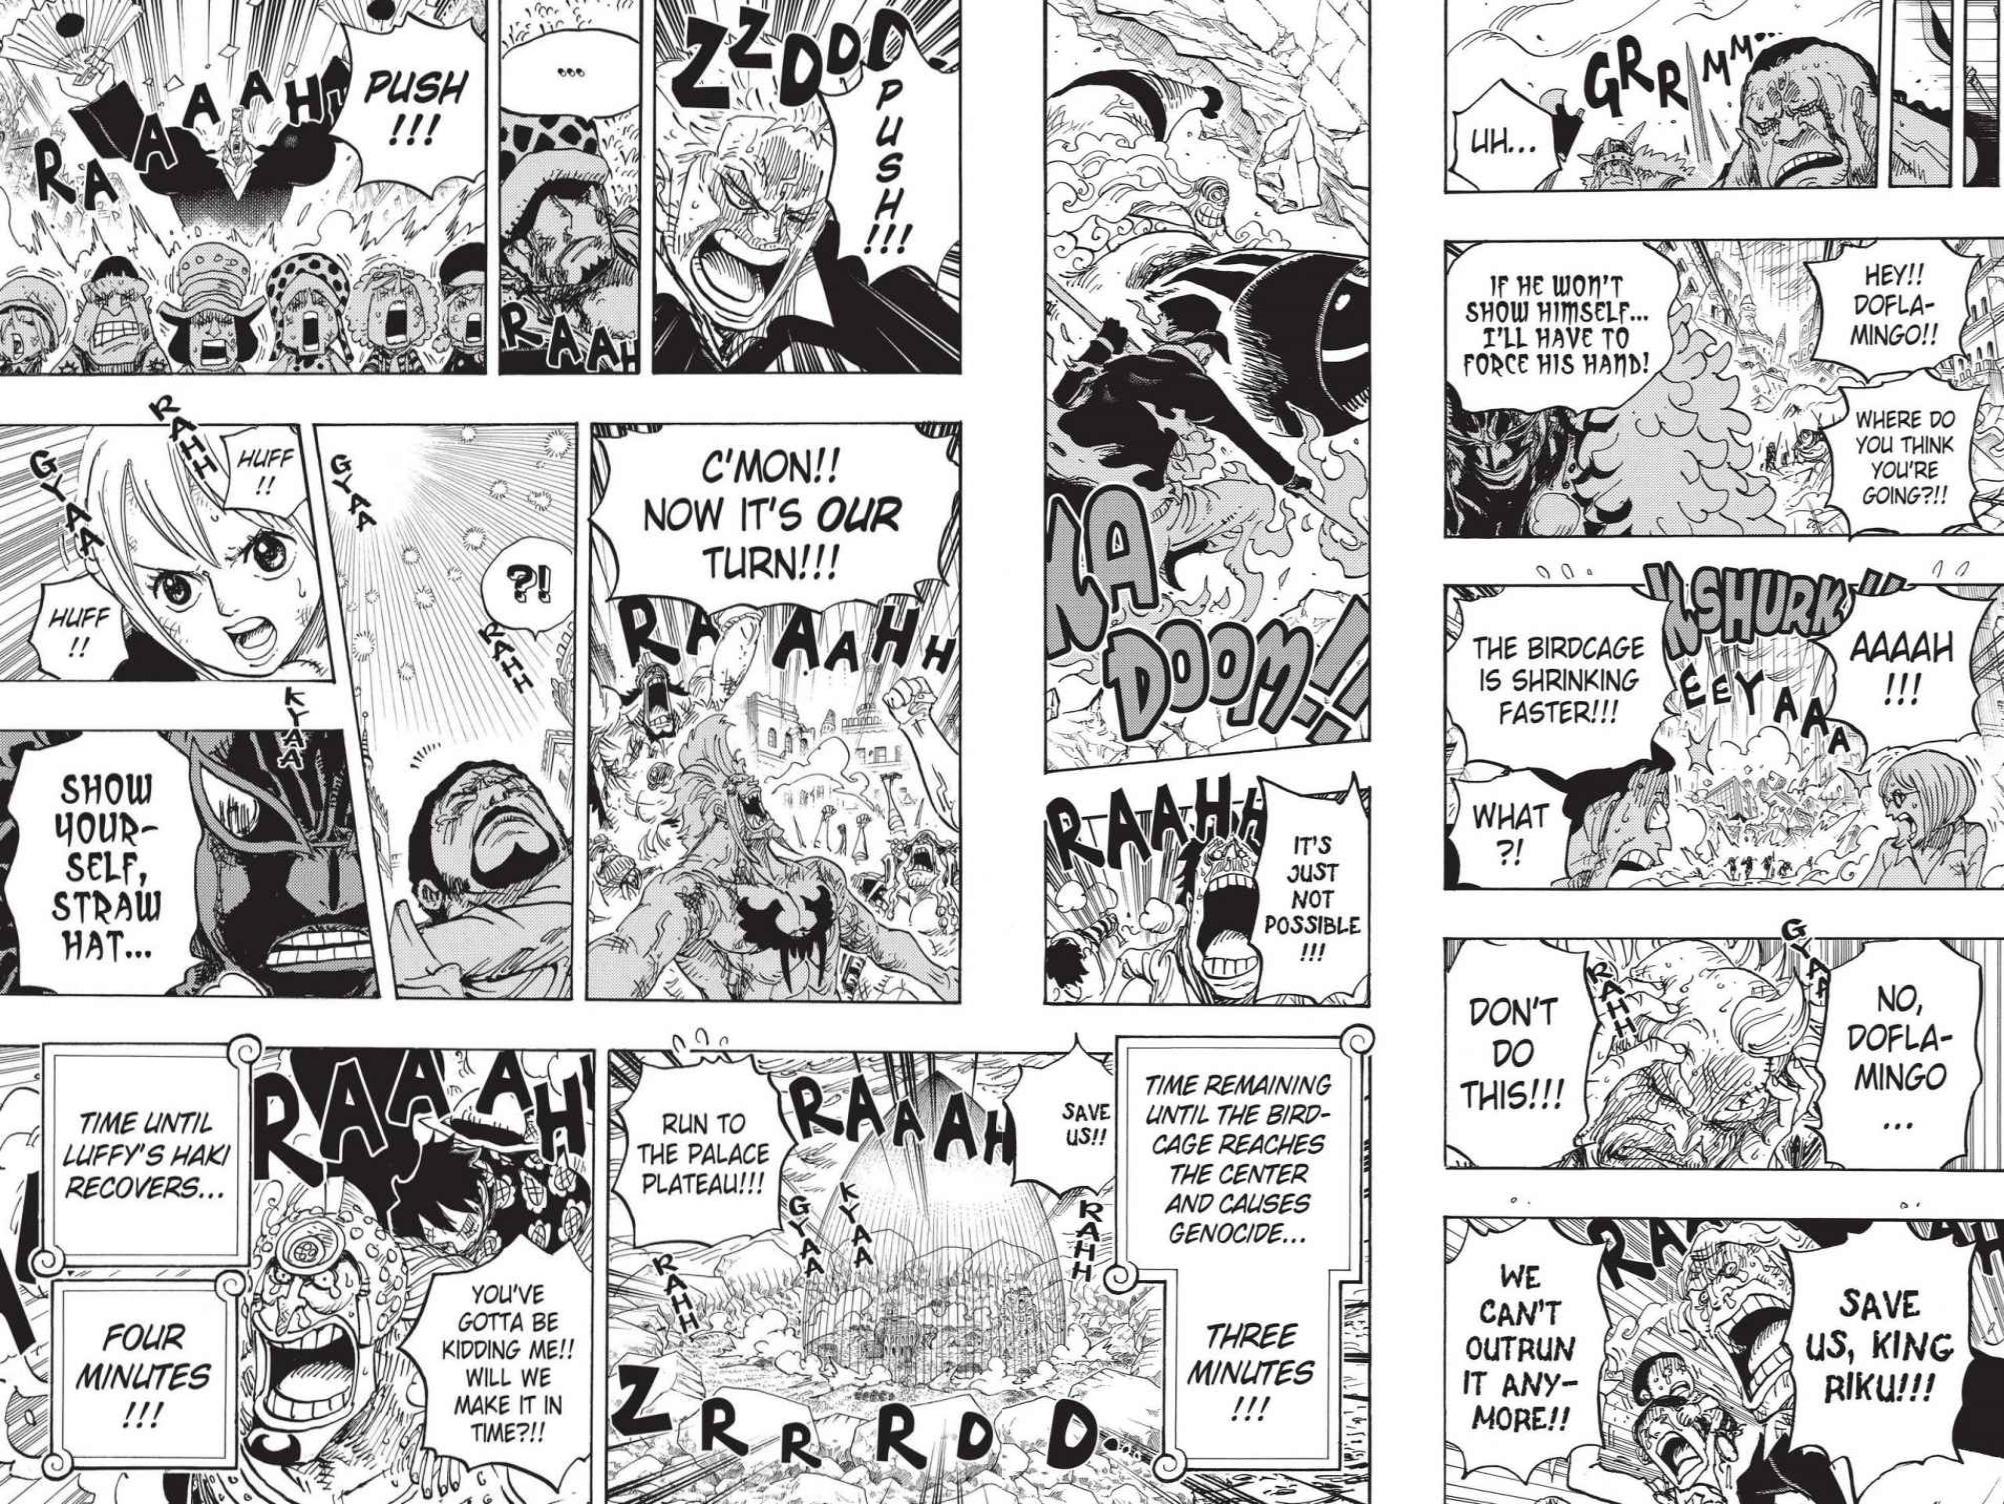 GRRMMM...
UH...
HEY!!
DOFLA-
MINGO!!
WHERE DO
YOU THINK
YOU'RE
GOING?!!
IF HE WON'T
SHOW HIMSELF...
I'LL HAVE TO
FORCE HIS HAND!
AAAAH
!!!
SHURK!!
EEYAAA
THE BIRDCAGE
IS SHRINKING
FASTER!!!
WHAT
?!
NO,
DOFLA-
MINGO
...
GYAA
RAHH
DON'T
DO
THIS!!!
SAVE
US, KING
RIKU!!!
WE
CAN'T
OUTRUN
IT ANY-
MORE!!
KA
DOOM!!
IT'S
JUST
NOT
POSSIBLE
!!!
RAAHH
ZZDDD
PUSH!!!
...
RAAH
PUSH
!!!
RAAAAHH
C'MON!!
NOW IT'S OUR
TURN!!!
RAAAHH
?!
GYAA
RAHH
RAHH
HUFF
!!
GYAA
HUFF
!!
KYAA
SHOW
YOUR-
SELF,
STRAW
HAT...
TIME REMAINING
UNTIL THE BIRD-
CAGE REACHES
THE CENTER
AND CAUSES
GENOCIDE...
THREE
MINUTES
!!!
SAVE
US!!
RAAAH
RAHH
KYAA
GYAA
RUN TO
THE PALACE
PLATEAU!!!
RAHH
ZRRRDD...
RAAAAH
YOU'VE
GOTTA BE
KIDDING ME!!
WILL WE
MAKE IT IN
TIME?!!
TIME UNTIL
LUFFY'S HAKI
RECOVERS...
FOUR
MINUTES
!!!